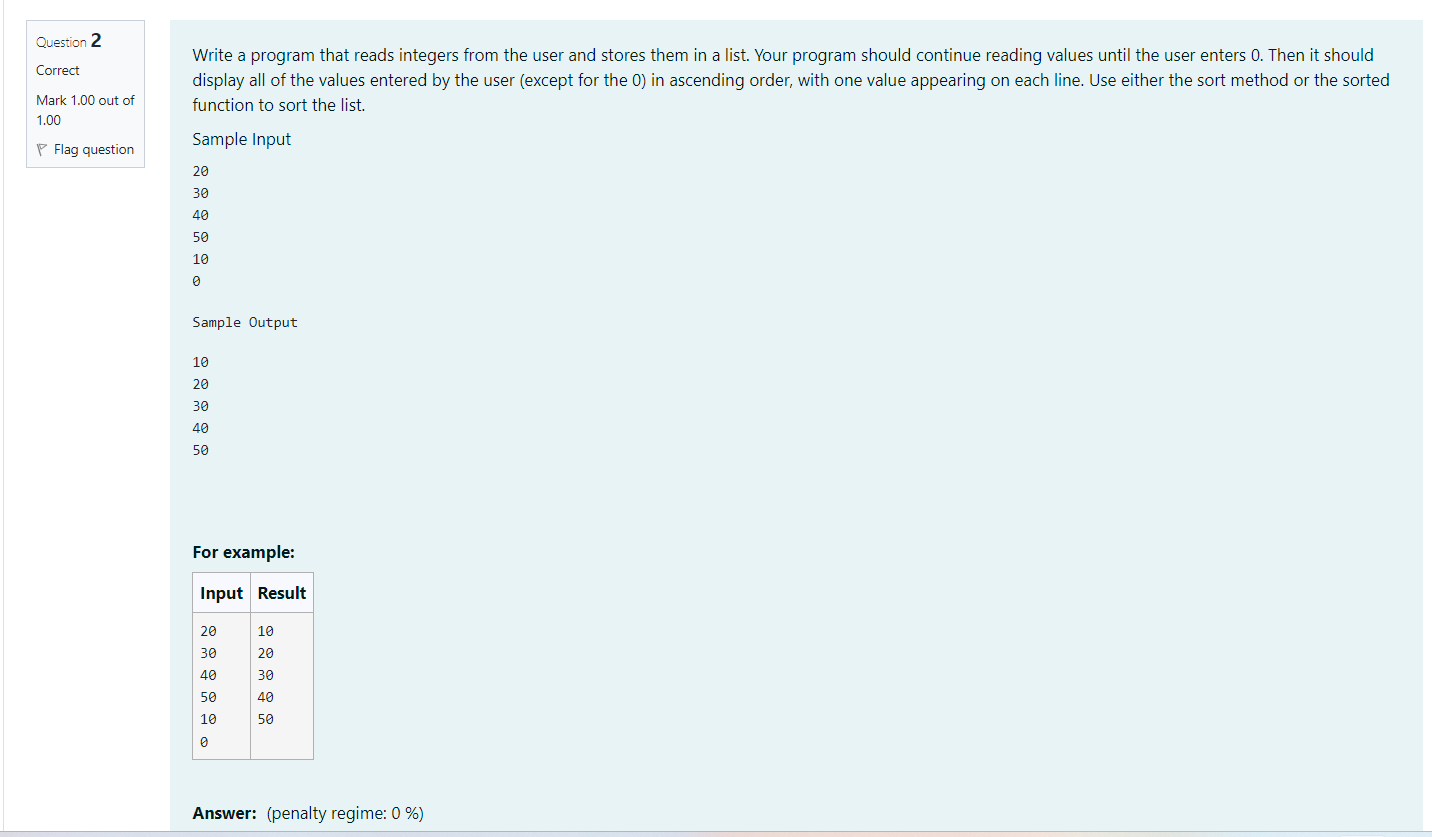 Question 2
Correct
Mark 1.00 out of
1.00
Flag question
Write a program that reads integers from the user and stores them in a list. Your program should continue reading values until the user enters 0. Then it should
display all of the values entered by the user (except for the 0) in ascending order, with one value appearing on each line. Use either the sort method or the sorted
function to sort the list.
Sample Input
20
30
40
50
10
0
Sample Output
10
20
30
40
50
For example:
Input Result
20 10
30 20
40 30
50 40
10 50
0
Answer: (penalty regime: 0 %)